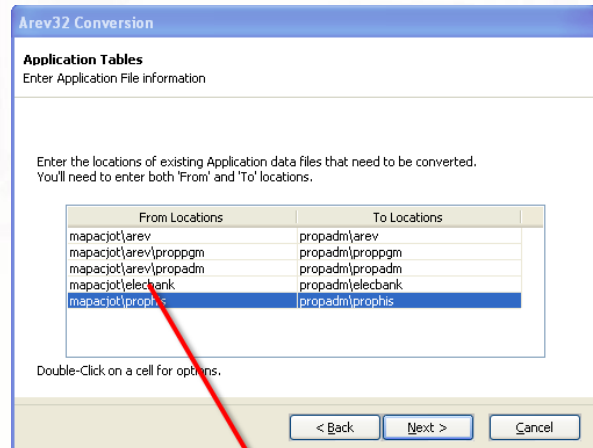 Arev32 Conversion
Application Tables
Enter Application File information
Enter the locations of existing Application data files that need to be converted.
You'll need to enter both 'From' and 'To' locations.
From Locations To Locations
mapacjot\arev propadm\arev
mapacjot\arev\proppgm propadm\proppgm
mapacjot\arev\propadm propadm\propadm
mapacjot\elecbank propadm\elecbank
mapacjot\prophis propadm\prophis
Double-Click on a cell for options.
< Back Next > Cancel